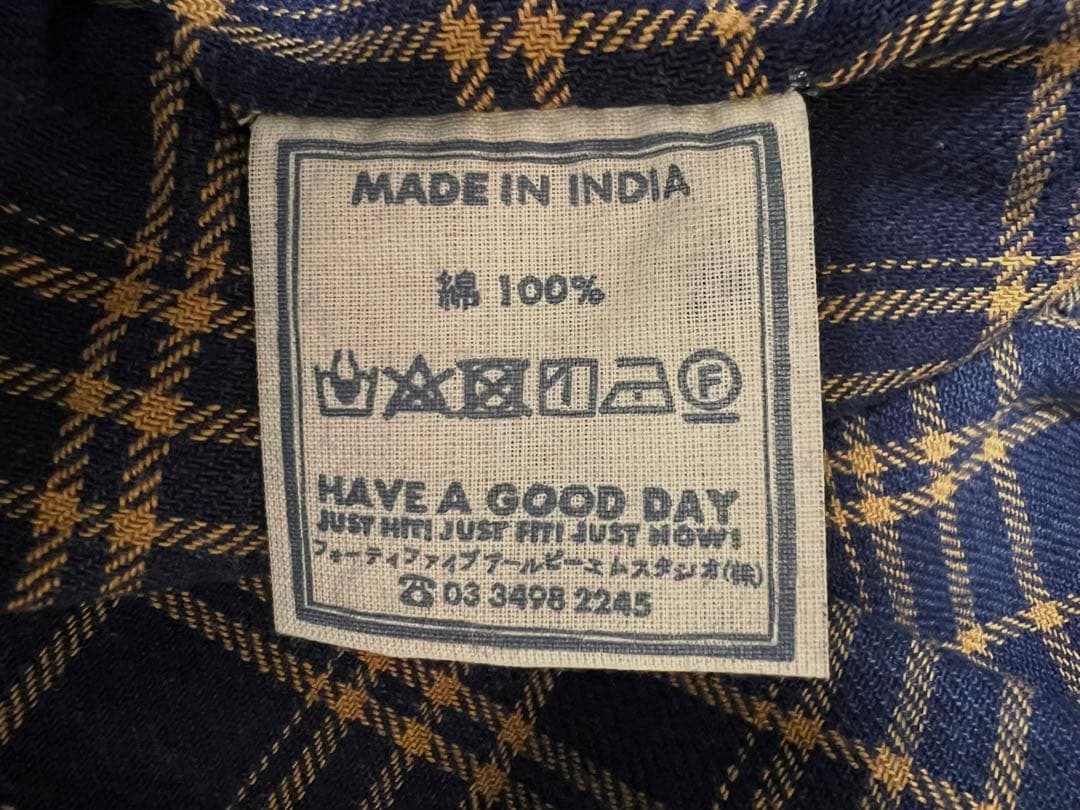 MADE IN INDIA
綿 100%
F
HAVE A GOOD DAY
JUST HIT! JUST FIT! JUST NOW!
フォーティファイブアールピーエムスタジオ(株)
☎ 03 3498 2245